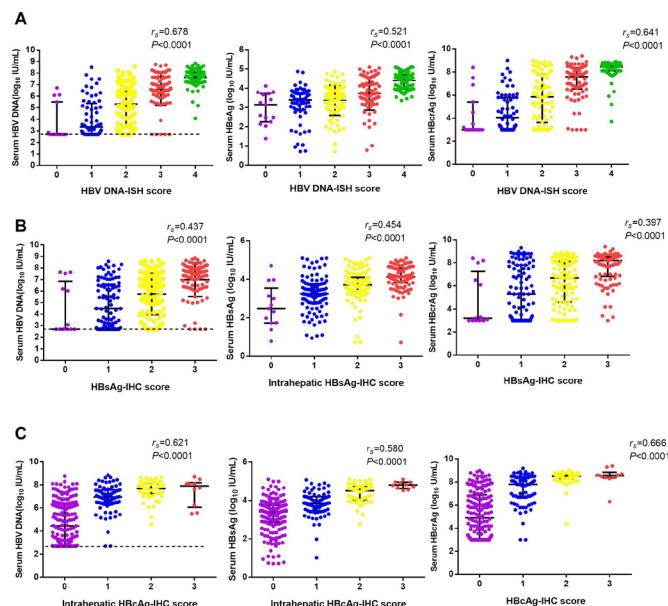 A
rs=0.678
P<0.0001
Serum HBV DNA (log10 IU/mL)
9
8
7
6
5
4
3
2
1
0
0 1 2 3 4
HBV DNA-ISH score
rs=0.521
P<0.0001
Serum HBsAg (log10 IU/mL)
6
4
2
0
0 1 2 3 4
HBV DNA-ISH score
rs=0.641
P<0.0001
Serum HBcrAg (log10 U/mL)
10
8
6
4
2
0
0 1 2 3 4
HBV DNA-ISH score
B
rs=0.437
P<0.0001
Serum HBV DNA (log10 IU/mL)
9
8
7
6
5
4
3
2
1
0
0 1 2 3
HBsAg-IHC score
rs=0.454
P<0.0001
Serum HBsAg (log10 IU/mL)
6
4
2
0
0 1 2 3
Intrahepatic HBsAg-IHC score
rs=0.397
P<0.0001
Serum HBcrAg (log10 U/mL)
10
8
6
4
2
0
0 1 2 3
HBsAg-IHC score
C
rs=0.621
P<0.0001
Serum HBV DNA(log10 IU/mL)
10
8
6
4
2
0
0 1 2 3
Intrahepatic HBcAg-IHC score
rs=0.580
P<0.0001
Serum HBsAg (log10 IU/mL)
6
4
2
0
0 1 2 3
Intrahepatic HBcAg-IHC score
rs=0.666
P<0.0001
Serum HBcrAg (log10 U/mL)
10
8
6
4
2
0
0 1 2 3
HBcAg-IHC score